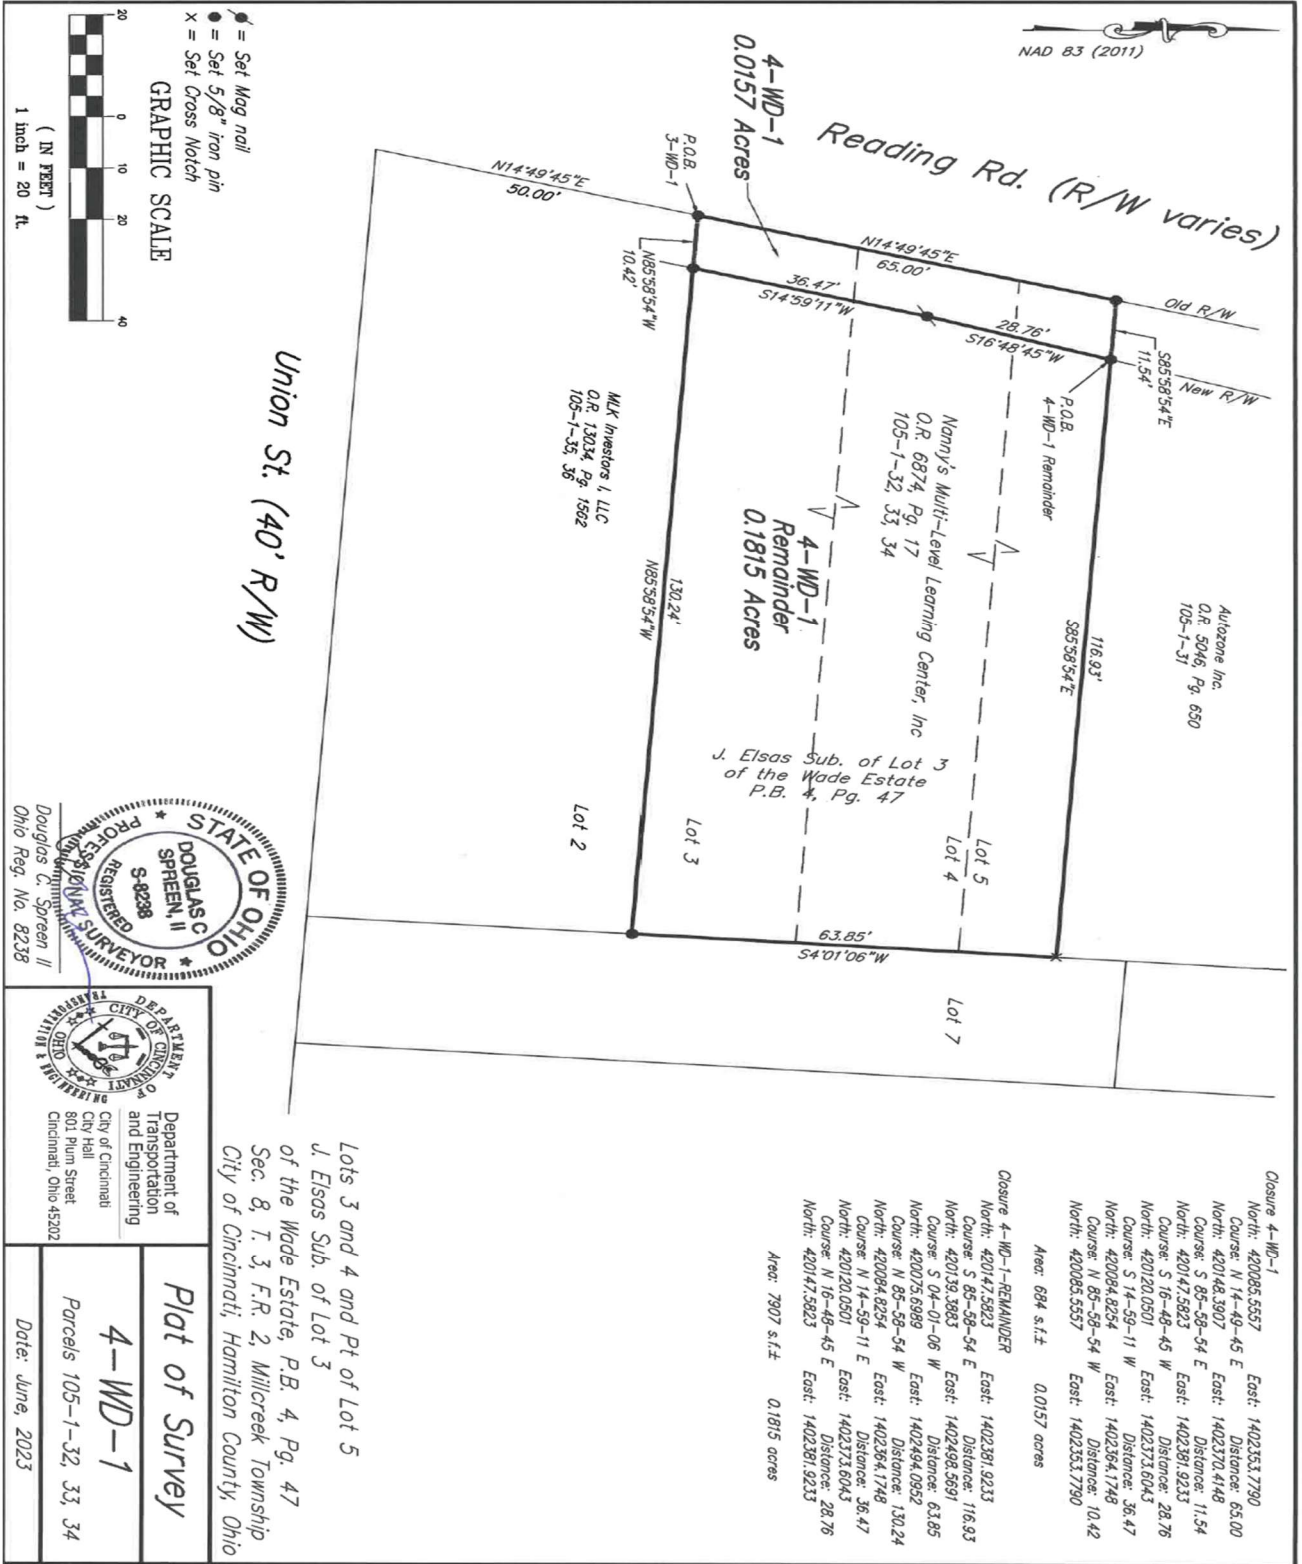 NAD 83 (2011)
Reading Rd. (R/W varies)
4-WD-1
0.0157 Acres
P.O.B.
3-WD-1
N14°49'45"E
50.00'
N14°49'45"E
65.00'
Old R/W
New R/W
S85°58'54"E
11.54'
36.47'
S14°59'11"W
28.76'
S16°48'45"W
N85°58'54"W
10.42'
P.O.B.
4-WD-1 Remainder
Autozone Inc.
O.R. 5046, Pg. 650
105-1-31
116.93'
S85°58'54"E
Nanny's Multi-Level Learning Center, Inc
O.R. 6874, Pg. 17
105-1-32, 33, 34
4-WD-1
Remainder
0.1815 Acres
J. Elsas Sub. of Lot 3
of the Wade Estate
P.B. 4, Pg. 47
Lot 5
Lot 4
Lot 3
Lot 2
Lot 7
130.24'
N85°58'54"W
63.85'
S4°01'06"W
MLK Investors I, LLC
O.R. 13034, Pg. 1562
105-1-35, 36
Union St. (40' R/W)
= Set Mag nail
= Set 5/8" iron pin
x = Set Cross Notch
GRAPHIC SCALE
20 0 10 20 40
( IN FEET )
1 inch = 20 ft.
Closure 4-WD-1
North: 420085.5557 East: 1402353.7790
Course: N 14-49-45 E Distance: 65.00
North: 420148.3907 East: 1402370.4148
Course: S 85-58-54 E Distance: 11.54
North: 420147.5823 East: 1402381.9233
Course: S 16-48-45 W Distance: 28.76
North: 420120.0501 East: 1402373.6043
Course: S 14-59-11 W Distance: 36.47
North: 420084.8254 East: 1402364.1748
Course: N 85-58-54 W Distance: 10.42
North: 420085.5557 East: 1402353.7790
Area: 684 s.f.± 0.0157 acres
Closure 4-WD-1-REMAINDER
North: 420147.5823 East: 1402381.9233
Course: S 85-58-54 E Distance: 116.93
North: 420139.3883 East: 1402498.5691
Course: S 04-01-06 W Distance: 63.85
North: 420075.6989 East: 1402494.0952
Course: N 85-58-54 W Distance: 130.24
North: 420084.8254 East: 1402364.1748
Course: N 14-59-11 E Distance: 36.47
North: 420120.0501 East: 1402373.6043
Course: N 16-48-45 E Distance: 28.76
North: 420147.5823 East: 1402381.9233
Area: 7907 s.f.± 0.1815 acres
Lots 3 and 4 and Pt of Lot 5
J. Elsas Sub. of Lot 3
of the Wade Estate, P.B. 4, Pg. 47
Sec. 8, T. 3, F.R. 2, Millcreek Township
City of Cincinnati, Hamilton County, Ohio
STATE OF OHIO
DOUGLAS C
SPREEN, II
S-8238
REGISTERED
PROFESSIONAL SURVEYOR
Douglas C. Spreen II
Ohio Reg. No. 8238
DEPARTMENT OF
TRANSPORTATION & ENGINEERING
CITY OF CINCINNATI
OHIO
Department of
Transportation
and Engineering
City of Cincinnati
City Hall
801 Plum Street
Cincinnati, Ohio 45202
Plat of Survey
4-WD-1
Parcels 105-1-32, 33, 34
Date: June, 2023